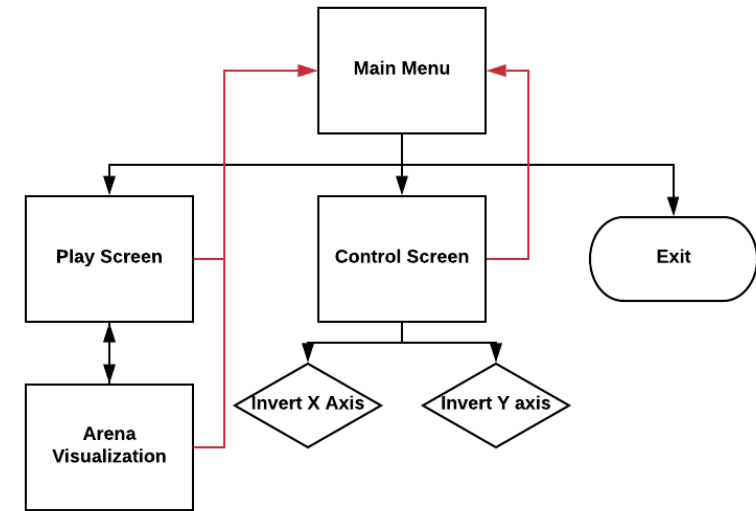 Main Menu
Play Screen
Control Screen
Exit
Invert X Axis
Invert Y axis
Arena
Visualization